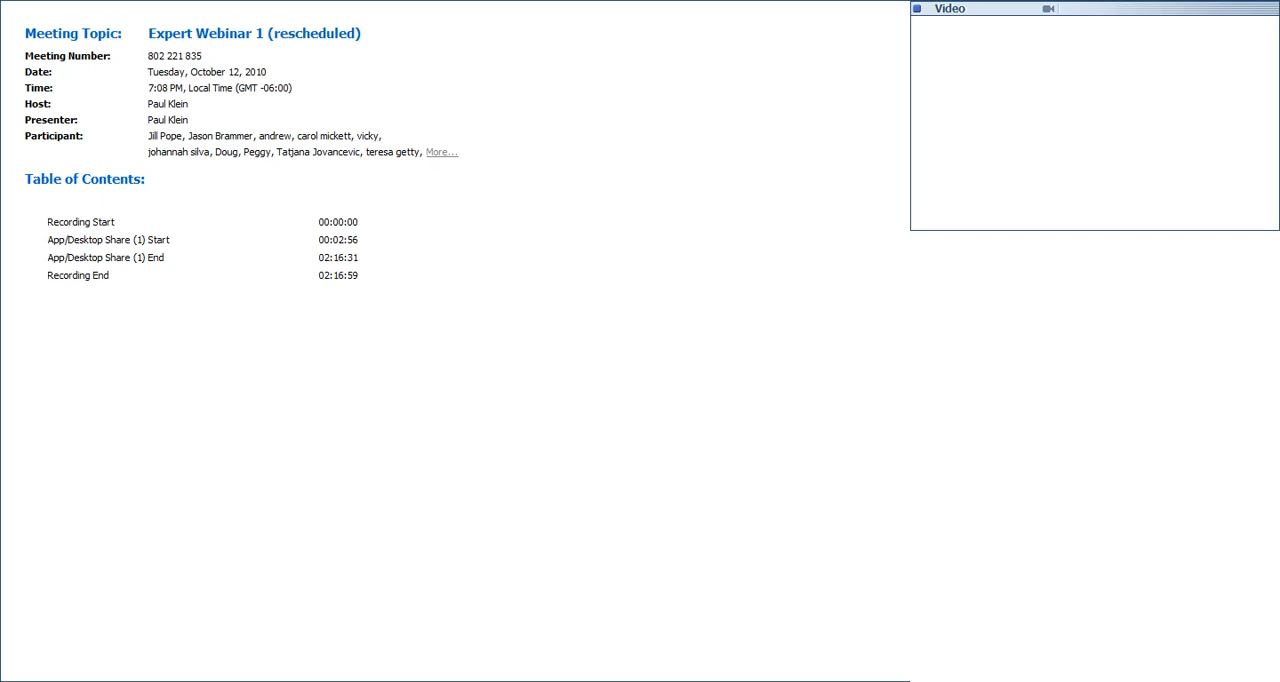 Video
Meeting Topic: Expert Webinar 1 (rescheduled)
Meeting Number: 802 221 835
Date: Tuesday, October 12, 2010
Time: 7:08 PM, Local Time (GMT -06:00)
Host: Paul Klein
Presenter: Paul Klein
Participant: Jill Pope, Jason Brammer, andrew, carol mickett, vicky,
johannah silva, Doug, Peggy, Tatjana Jovancevic, teresa getty, More...
Table of Contents:
Recording Start 00:00:00
App/Desktop Share (1) Start 00:02:56
App/Desktop Share (1) End 02:16:31
Recording End 02:16:59